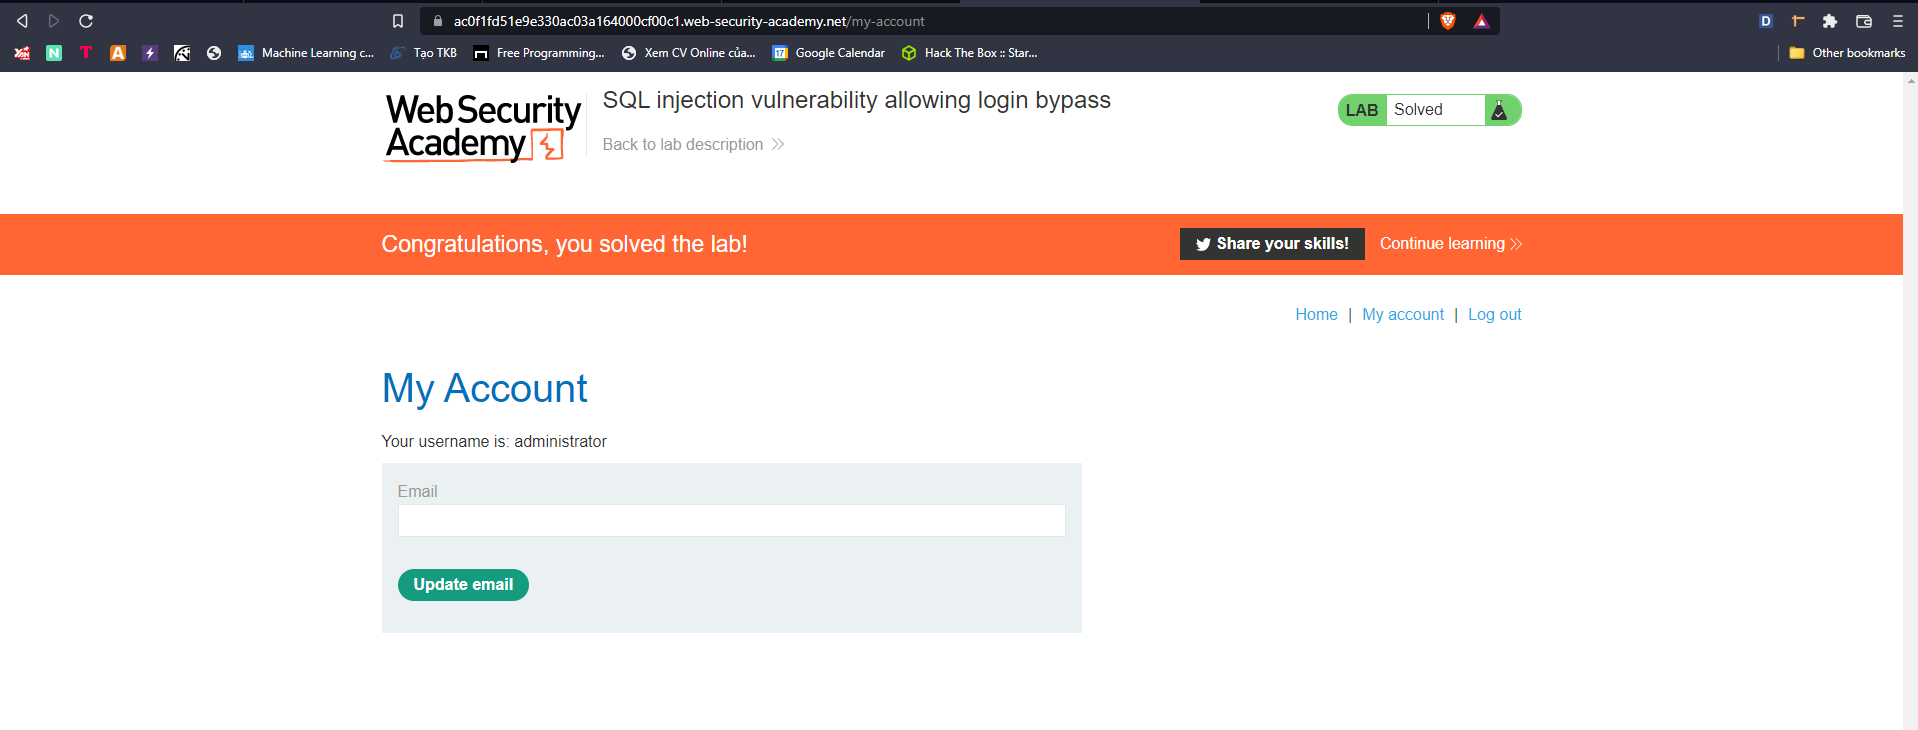 ac0f1fd51e9e330ac03a164000cf00c1.web-security-academy.net/my-account
Machine Learning c... Tạo TKB Free Programming... Xem CV Online của... 17 Google Calendar Hack The Box :: Star... Other bookmarks
Web Security
Academy
SQL injection vulnerability allowing login bypass
Back to lab description
LAB Solved
Congratulations, you solved the lab!
Share your skills! Continue learning
Home | My account | Log out
My Account
Your username is: administrator
Email
Update email